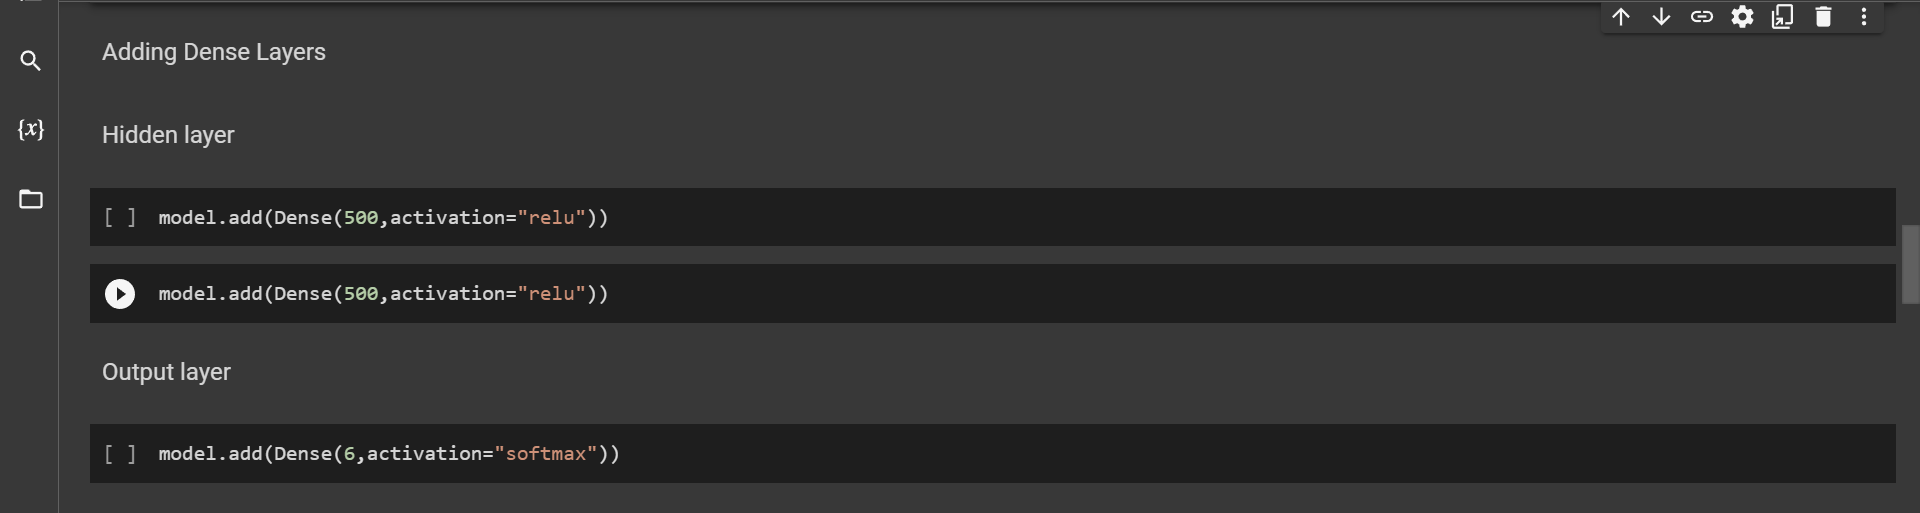 Adding Dense Layers
{x}
Hidden layer
[ ] model.add(Dense(500,activation="relu"))
model.add(Dense(500,activation="relu"))
Output layer
[ ] model.add(Dense(6,activation="softmax"))